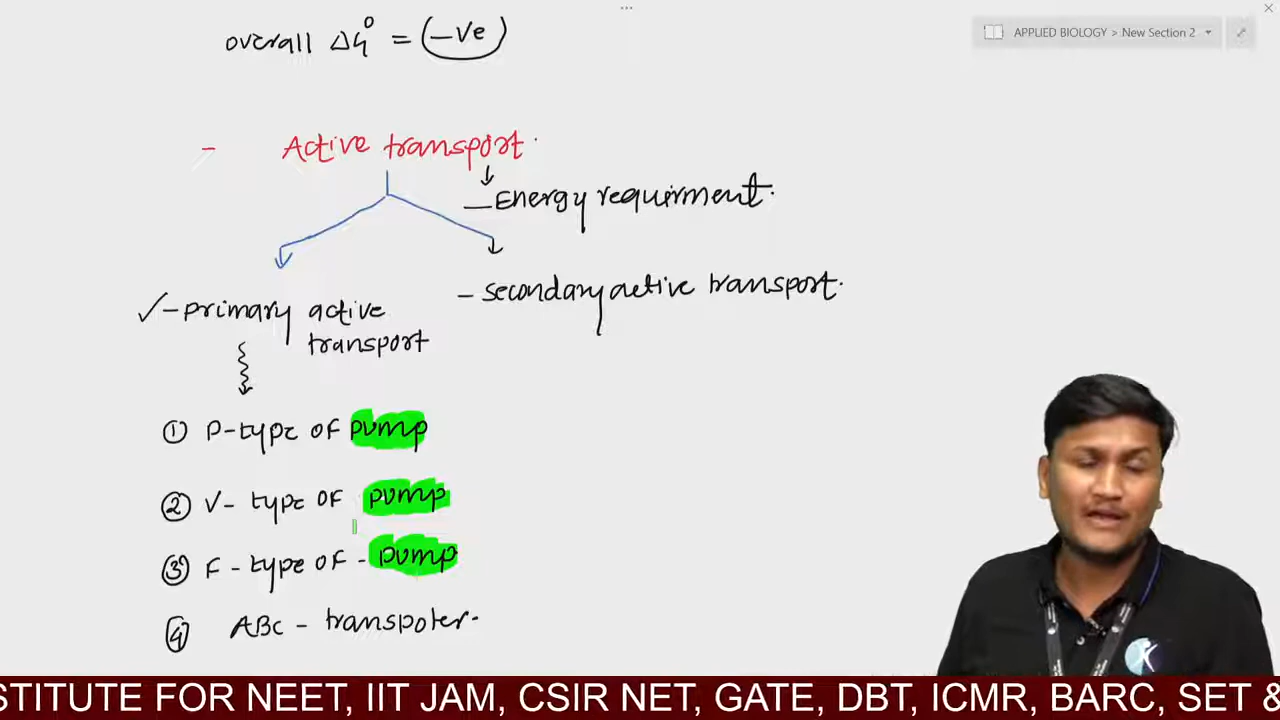 overall ΔG° = (-ve)
APPLIED BIOLOGY > New Section 2
- Active transport.
- Energy requirment.
✓ - primary active
transport
- secondary active transport.
① P-type of pump
② V- type of pump
③ F - type of - pump
④ ABC - transpoter.
K
STITUTE FOR NEET, IIT JAM, CSIR NET, GATE, DBT, ICMR, BARC, SET &